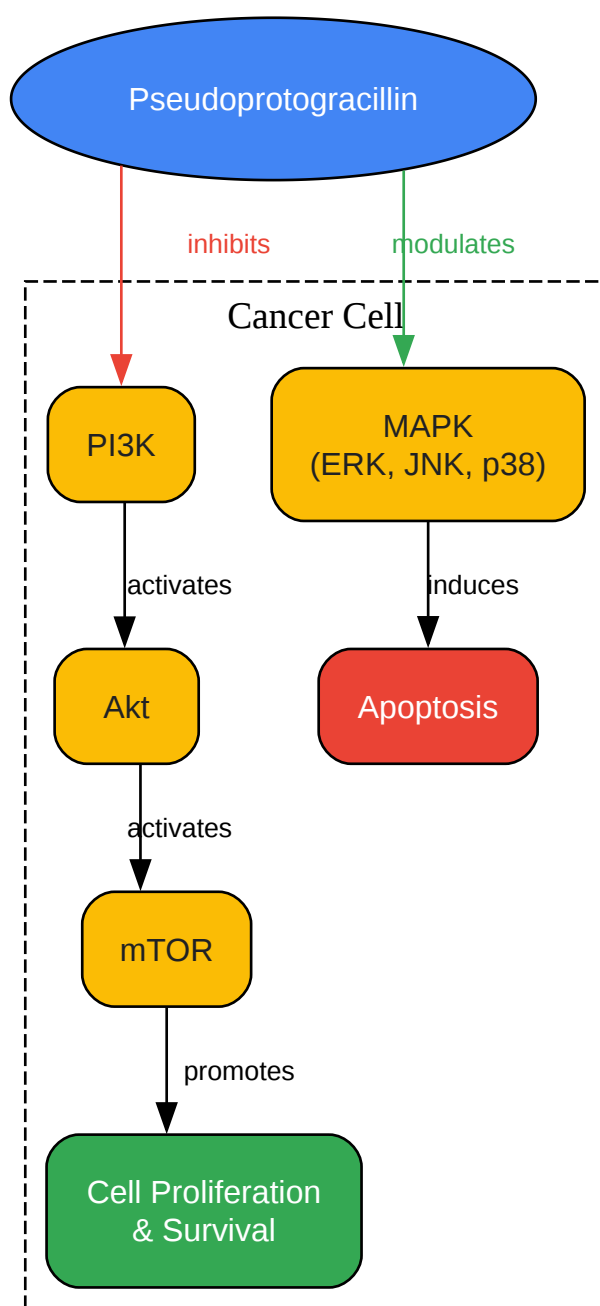 Pseudoprotogracillin
inhibits
modulates
Cancer Cell
PI3K
MAPK
(ERK, JNK, p38)
activates
induces
Akt
Apoptosis
activates
mTOR
promotes
Cell Proliferation
& Survival